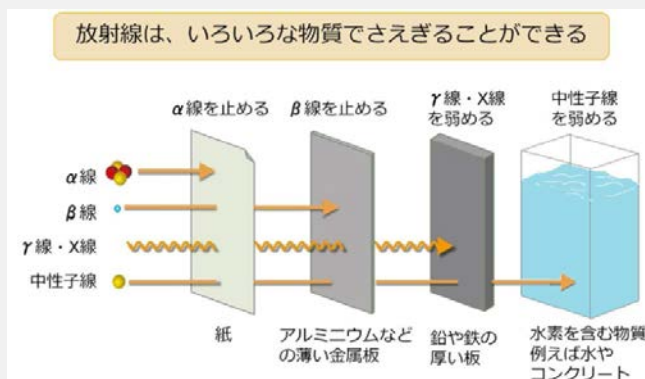 放射線は、いろいろな物質でさえぎることができる
α線を止める
β線を止める
γ線・X線
を弱める
中性子線
を弱める
α線
β線
γ線・X線
中性子線
紙
アルミニウムなど
の薄い金属板
鉛や鉄の
厚い板
水素を含む物質
例えば水や
コンクリート